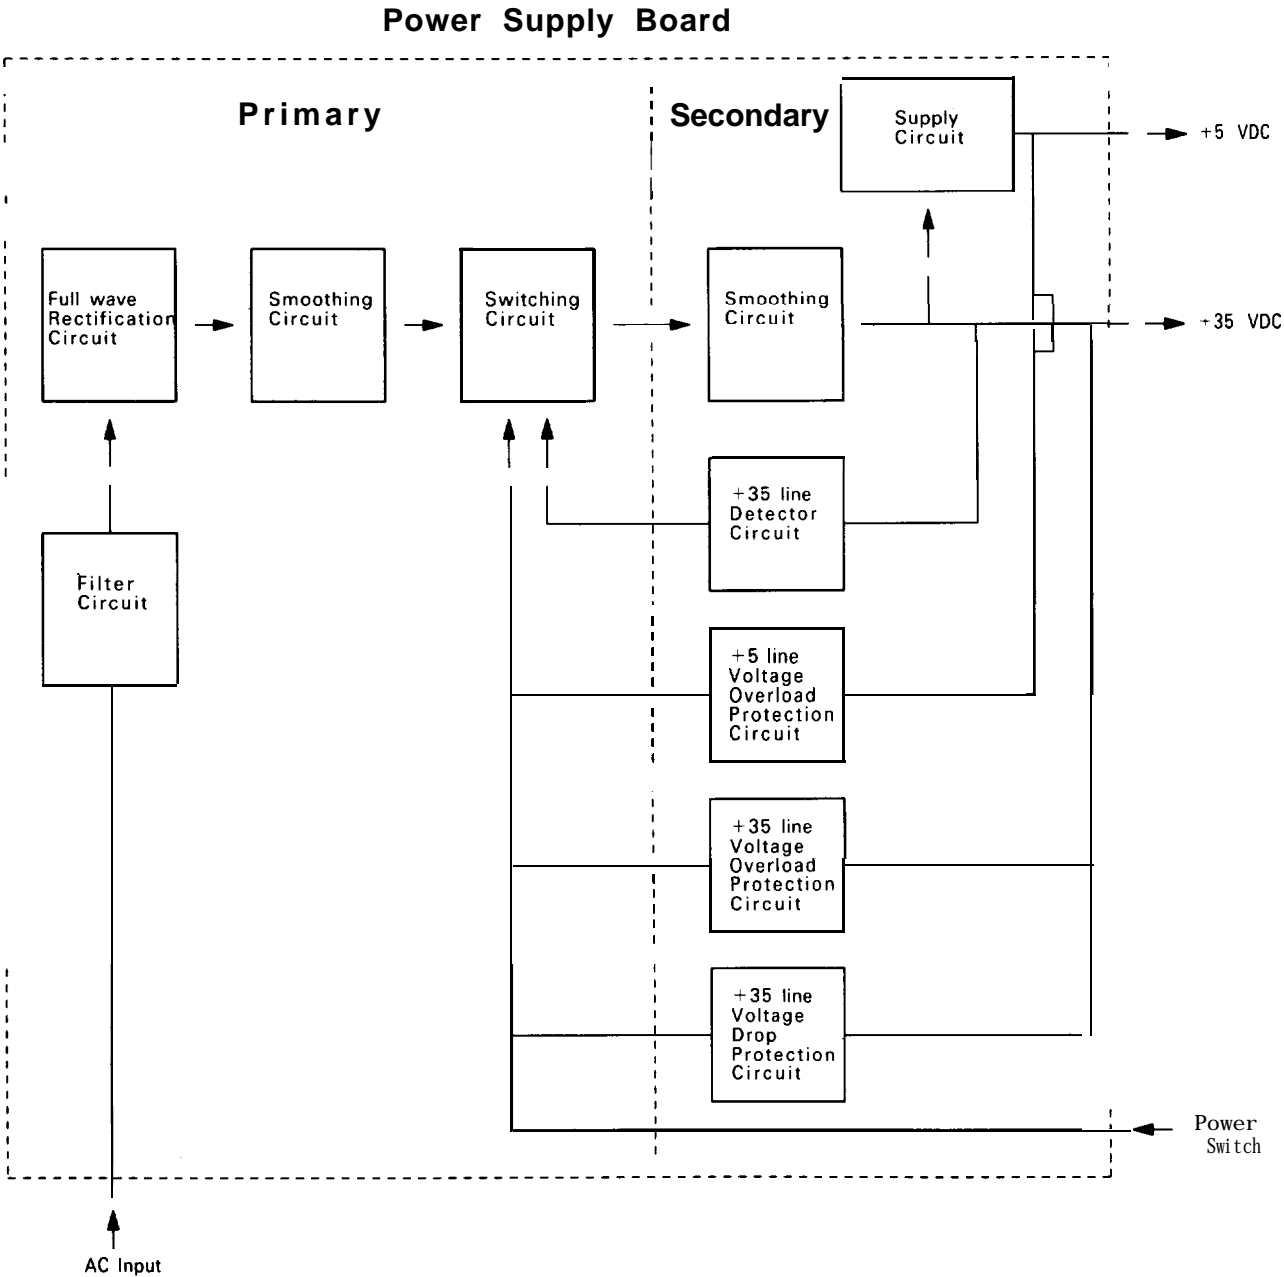 Power Supply Board
Primary
Secondary
Supply
Circuit
+5 VDC
Full wave
Rectification
Circuit
Smoothing
Circuit
Switching
Circuit
Smoothing
Circuit
+35 VDC
+35 line
Detector
Circuit
Filter
Circuit
+5 line
Voltage
Overload
Protection
Circuit
+35 line
Voltage
Overload
Protection
Circuit
+35 line
Voltage
Drop
Protection
Circuit
Power
Switch
AC Input